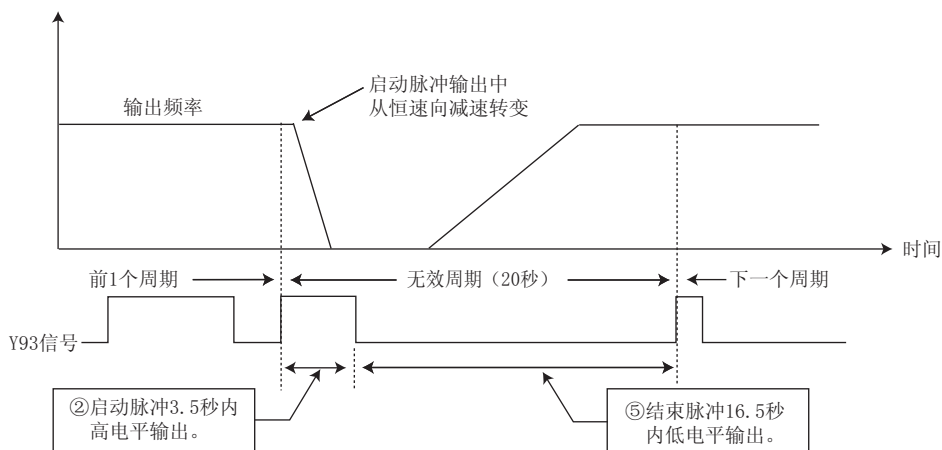 启动脉冲输出中
从恒速向减速转变
输出频率
时间
前1个周期
无效周期（20秒）
下一个周期
Y93信号
②启动脉冲3.5秒内
高电平输出。
⑤结束脉冲16.5秒
内低电平输出。